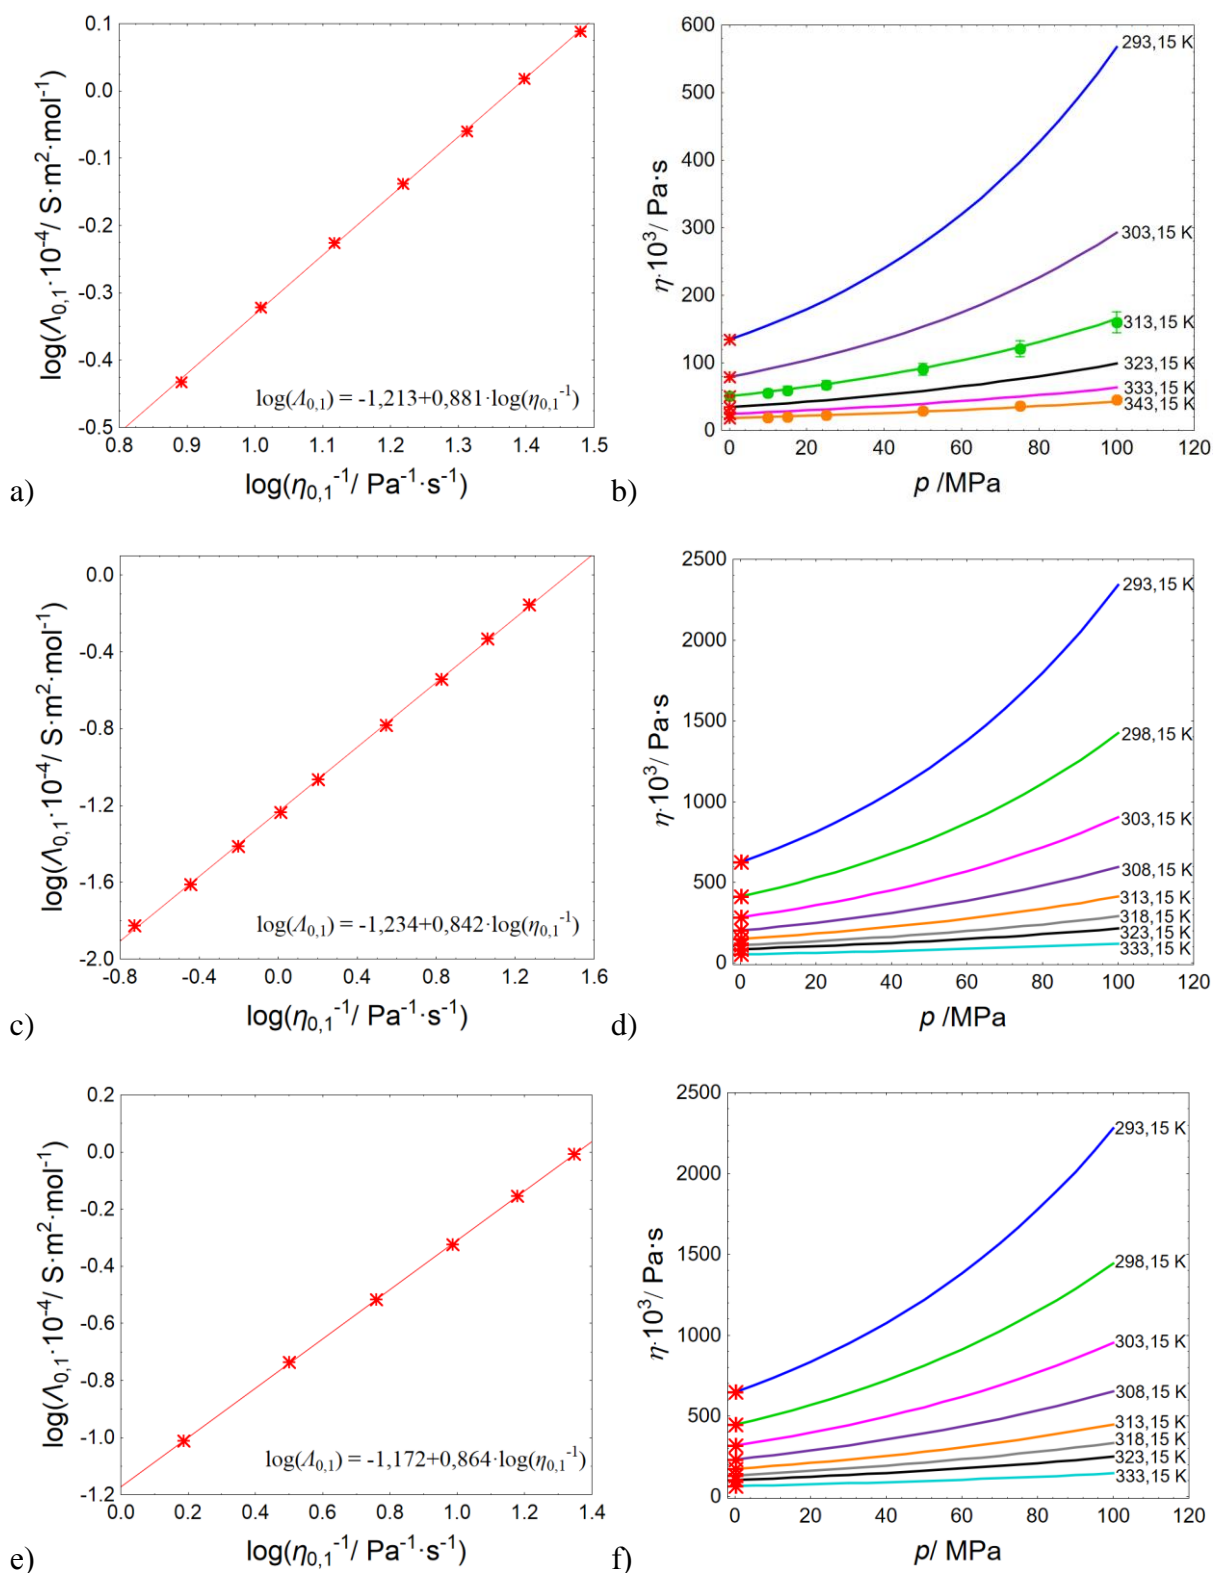 0.1
0.0
-0.1
-0.2
-0.3
-0.4
-0.5
log(Λ0,1·10-4/ S·m2·mol-1)
log(Λ0,1) = -1,213+0,881·log(η0,1-1)
0.8 0.9 1.0 1.1 1.2 1.3 1.4 1.5
log(η0,1-1/ Pa-1·s-1)
a)
600
500
400
300
200
100
0
η·103/ Pa·s
293,15 K
303,15 K
313,15 K
323,15 K
333,15 K
343,15 K
0 20 40 60 80 100 120
p /MPa
b)
0.0
-0.4
-0.8
-1.2
-1.6
-2.0
log(Λ0,1·10-4/ S·m2·mol-1)
log(Λ0,1) = -1,234+0,842·log(η0,1-1)
-0.8 -0.4 0.0 0.4 0.8 1.2 1.6
log(η0,1-1/ Pa-1·s-1)
c)
2500
2000
1500
1000
500
0
η·103/ Pa·s
293,15 K
298,15 K
303,15 K
308,15 K
313,15 K
318,15 K
323,15 K
333,15 K
0 20 40 60 80 100 120
p /MPa
d)
0.2
0.0
-0.2
-0.4
-0.6
-0.8
-1.0
-1.2
log(Λ0,1·10-4/ S·m2·mol-1)
log(Λ0,1) = -1,172+0,864·log(η0,1-1)
0.0 0.2 0.4 0.6 0.8 1.0 1.2 1.4
log(η0,1-1/ Pa-1·s-1)
e)
2500
2000
1500
1000
500
0
η·103/ Pa·s
293,15 K
298,15 K
303,15 K
308,15 K
313,15 K
318,15 K
323,15 K
333,15 K
0 20 40 60 80 100 120
p/ MPa
f)